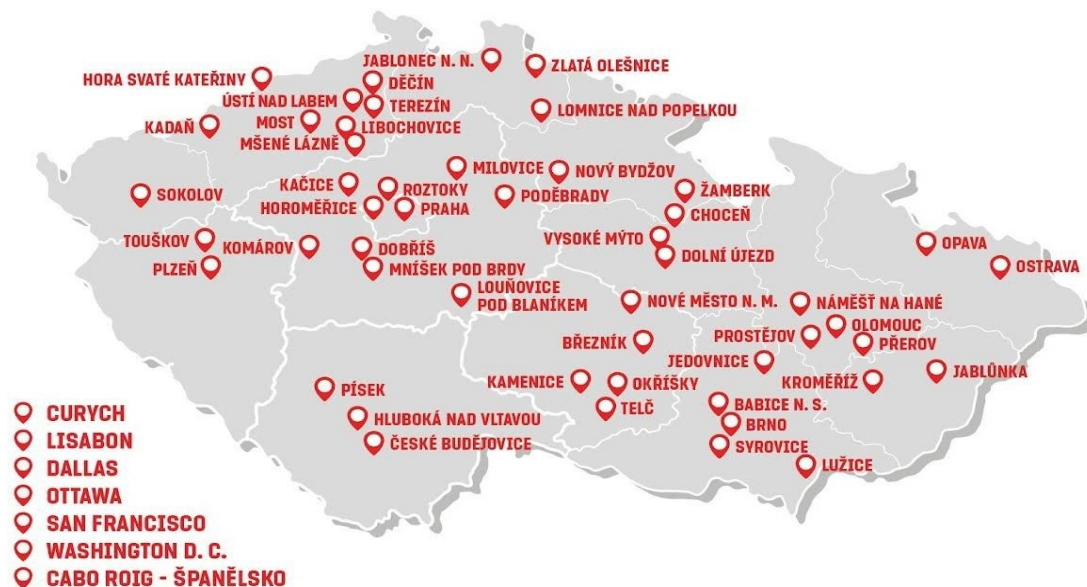 JABLONEC N. N.
ZLATÁ OLEŠNICE
HORA SVATÉ KATEŘINY
DĚČÍN
ÚSTÍ NAD LABEM
TEREZÍN
LOMNICE NAD POPELKOU
KADAŇ
MOST
LIBOCHOVICE
MŠENÉ LÁZNĚ
MILOVICE
NOVÝ BYDŽOV
KAČICE
ROZTOKY
PODĚBRADY
ŽAMBERK
SOKOLOV
HOROMĚŘICE
PRAHA
CHOCEŇ
TOUŠKOV
KOMÁROV
DOBŘÍŠ
VYSOKÉ MÝTO
OPAVA
PLZEŇ
MNÍŠEK POD BRDY
DOLNÍ ÚJEZD
OSTRAVA
LOUŇOVICE
POD BLANÍKEM
NOVÉ MĚSTO N. M.
NÁMĚŠŤ NA HANÉ
BŘEZNÍK
PROSTĚJOV
OLOMOUC
PŘEROV
JEDOVNICE
KAMENICE
OKŘÍŠKY
KROMĚŘÍŽ
JABLŮNKA
PÍSEK
TELČ
BABICE N. S.
HLUBOKÁ NAD VLTAVOU
BRNO
ČESKÉ BUDĚJOVICE
SYROVICE
LUŽICE
CURYCH
LISABON
DALLAS
OTTAWA
SAN FRANCISCO
WASHINGTON D. C.
CABO ROIG - ŠPANĚLSKO